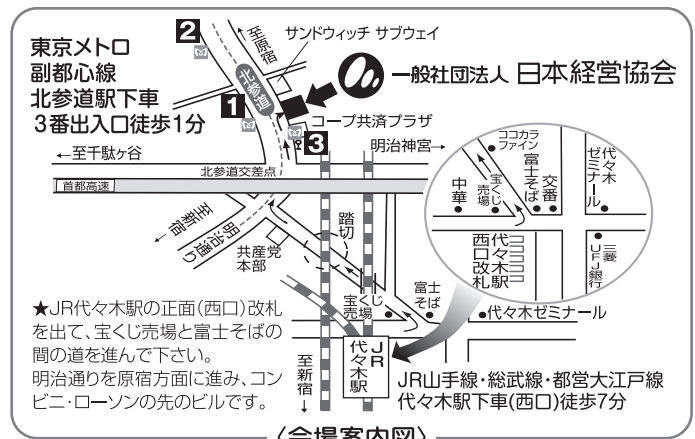 東京メトロ
副都心線
北参道駅下車
3番出入口徒歩1分
2
至原宿
サンドウィッチ サブウェイ
北参道
一般社団法人 日本経営協会
1
コープ共済プラザ
3
←至千駄ヶ谷
明治神宮→
北参道交差点
首都高速
至新宿
明治通り
共産党
本部
踏切
宝くじ
売場
富士
そば
代々木ゼミナール
JR
代々木駅
至新宿
ココカラ
ファイン
中華
宝くじ
売場
富士そば
交番
代々木
ゼミナール
代々木駅
西口改札
三菱
UFJ銀行
★JR代々木駅の正面(西口)改札
を出て、宝くじ売場と富士そばの
間の道を進んで下さい。
明治通りを原宿方面に進み、コン
ビニ・ローソンの先のビルです。
JR山手線・総武線・都営大江戸線
代々木駅下車(西口)徒歩7分
〈会場案内図〉